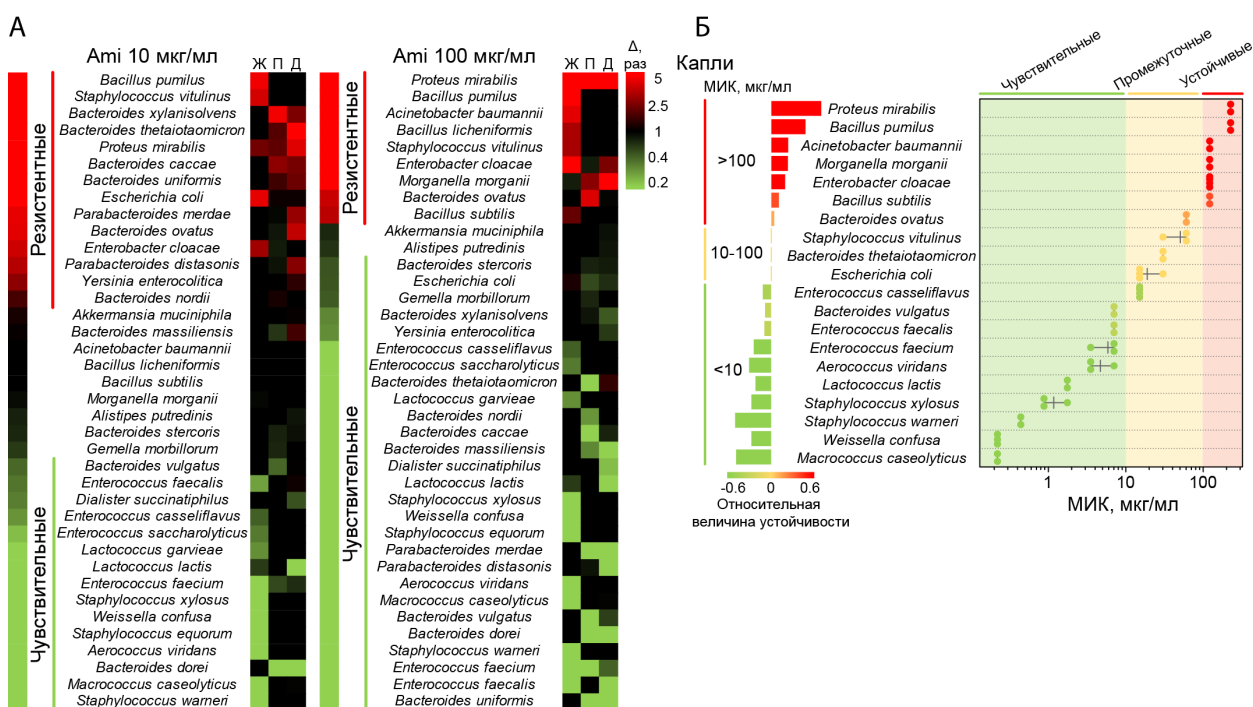 А
Ami 10 мкг/мл
Ж П Д
Резистентные
Чувствительные
Bacillus pumilus
Staphylococcus vitulinus
Bacteroides xylanisolvens
Bacteroides thetaiotaomicron
Proteus mirabilis
Bacteroides caccae
Bacteroides uniformis
Escherichia coli
Parabacteroides merdae
Bacteroides ovatus
Enterobacter cloacae
Parabacteroides distasonis
Yersinia enterocolitica
Bacteroides nordii
Akkermansia muciniphila
Bacteroides massiliensis
Acinetobacter baumannii
Bacillus licheniformis
Bacillus subtilis
Morganella morganii
Alistipes putredinis
Bacteroides stercoris
Gemella morbillorum
Bacteroides vulgatus
Enterococcus faecalis
Dialister succinatiphilus
Enterococcus casseliflavus
Enterococcus saccharolyticus
Lactococcus garvieae
Lactococcus lactis
Enterococcus faecium
Staphylococcus xylosus
Weissella confusa
Staphylococcus equorum
Aerococcus viridans
Bacteroides dorei
Macrococcus caseolyticus
Staphylococcus warneri
Ami 100 мкг/мл
Ж П Д
Резистентные
Чувствительные
Proteus mirabilis
Bacillus pumilus
Acinetobacter baumannii
Bacillus licheniformis
Staphylococcus vitulinus
Enterobacter cloacae
Morganella morganii
Bacteroides ovatus
Bacillus subtilis
Akkermansia muciniphila
Alistipes putredinis
Bacteroides stercoris
Escherichia coli
Gemella morbillorum
Bacteroides xylanisolvens
Yersinia enterocolitica
Enterococcus casseliflavus
Enterococcus saccharolyticus
Bacteroides thetaiotaomicron
Lactococcus garvieae
Bacteroides nordii
Bacteroides caccae
Bacteroides massiliensis
Dialister succinatiphilus
Lactococcus lactis
Staphylococcus xylosus
Weissella confusa
Staphylococcus equorum
Parabacteroides merdae
Parabacteroides distasonis
Aerococcus viridans
Macrococcus caseolyticus
Bacteroides vulgatus
Bacteroides dorei
Staphylococcus warneri
Enterococcus faecium
Enterococcus faecalis
Bacteroides uniformis
Δ,
раз
5
2.5
1
0.4
0.2
Б
Капли
МИК, мкг/мл
>100
10-100
<10
Чувствительные
Промежуточные
Устойчивые
Proteus mirabilis
Bacillus pumilus
Acinetobacter baumannii
Morganella morganii
Enterobacter cloacae
Bacillus subtilis
Bacteroides ovatus
Staphylococcus vitulinus
Bacteroides thetaiotaomicron
Escherichia coli
Enterococcus casseliflavus
Bacteroides vulgatus
Enterococcus faecalis
Enterococcus faecium
Aerococcus viridans
Lactococcus lactis
Staphylococcus xylosus
Staphylococcus warneri
Weissella confusa
Macrococcus caseolyticus
-0.6 0 0.6
Относительная
величина устойчивости
1 10 100
МИК, мкг/мл